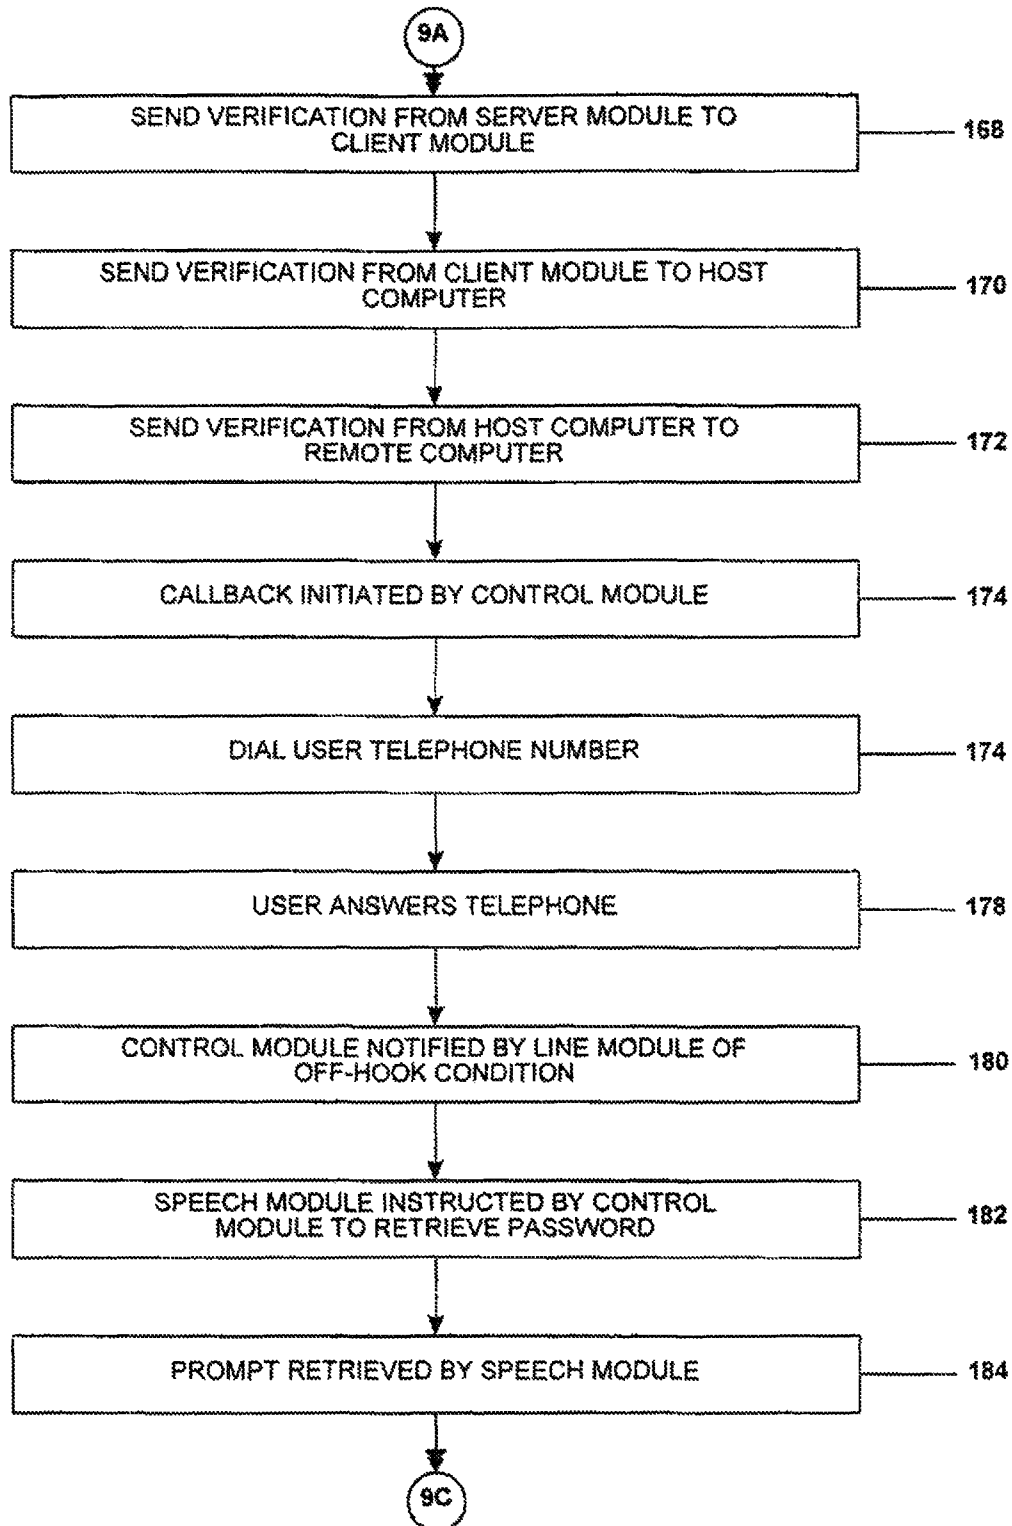 9A
SEND VERIFICATION FROM SERVER MODULE TO
CLIENT MODULE
168
SEND VERIFICATION FROM CLIENT MODULE TO HOST
COMPUTER
170
SEND VERIFICATION FROM HOST COMPUTER TO
REMOTE COMPUTER
172
CALLBACK INITIATED BY CONTROL MODULE
174
DIAL USER TELEPHONE NUMBER
174
USER ANSWERS TELEPHONE
178
CONTROL MODULE NOTIFIED BY LINE MODULE OF
OFF-HOOK CONDITION
180
SPEECH MODULE INSTRUCTED BY CONTROL
MODULE TO RETRIEVE PASSWORD
182
PROMPT RETRIEVED BY SPEECH MODULE
184
9C